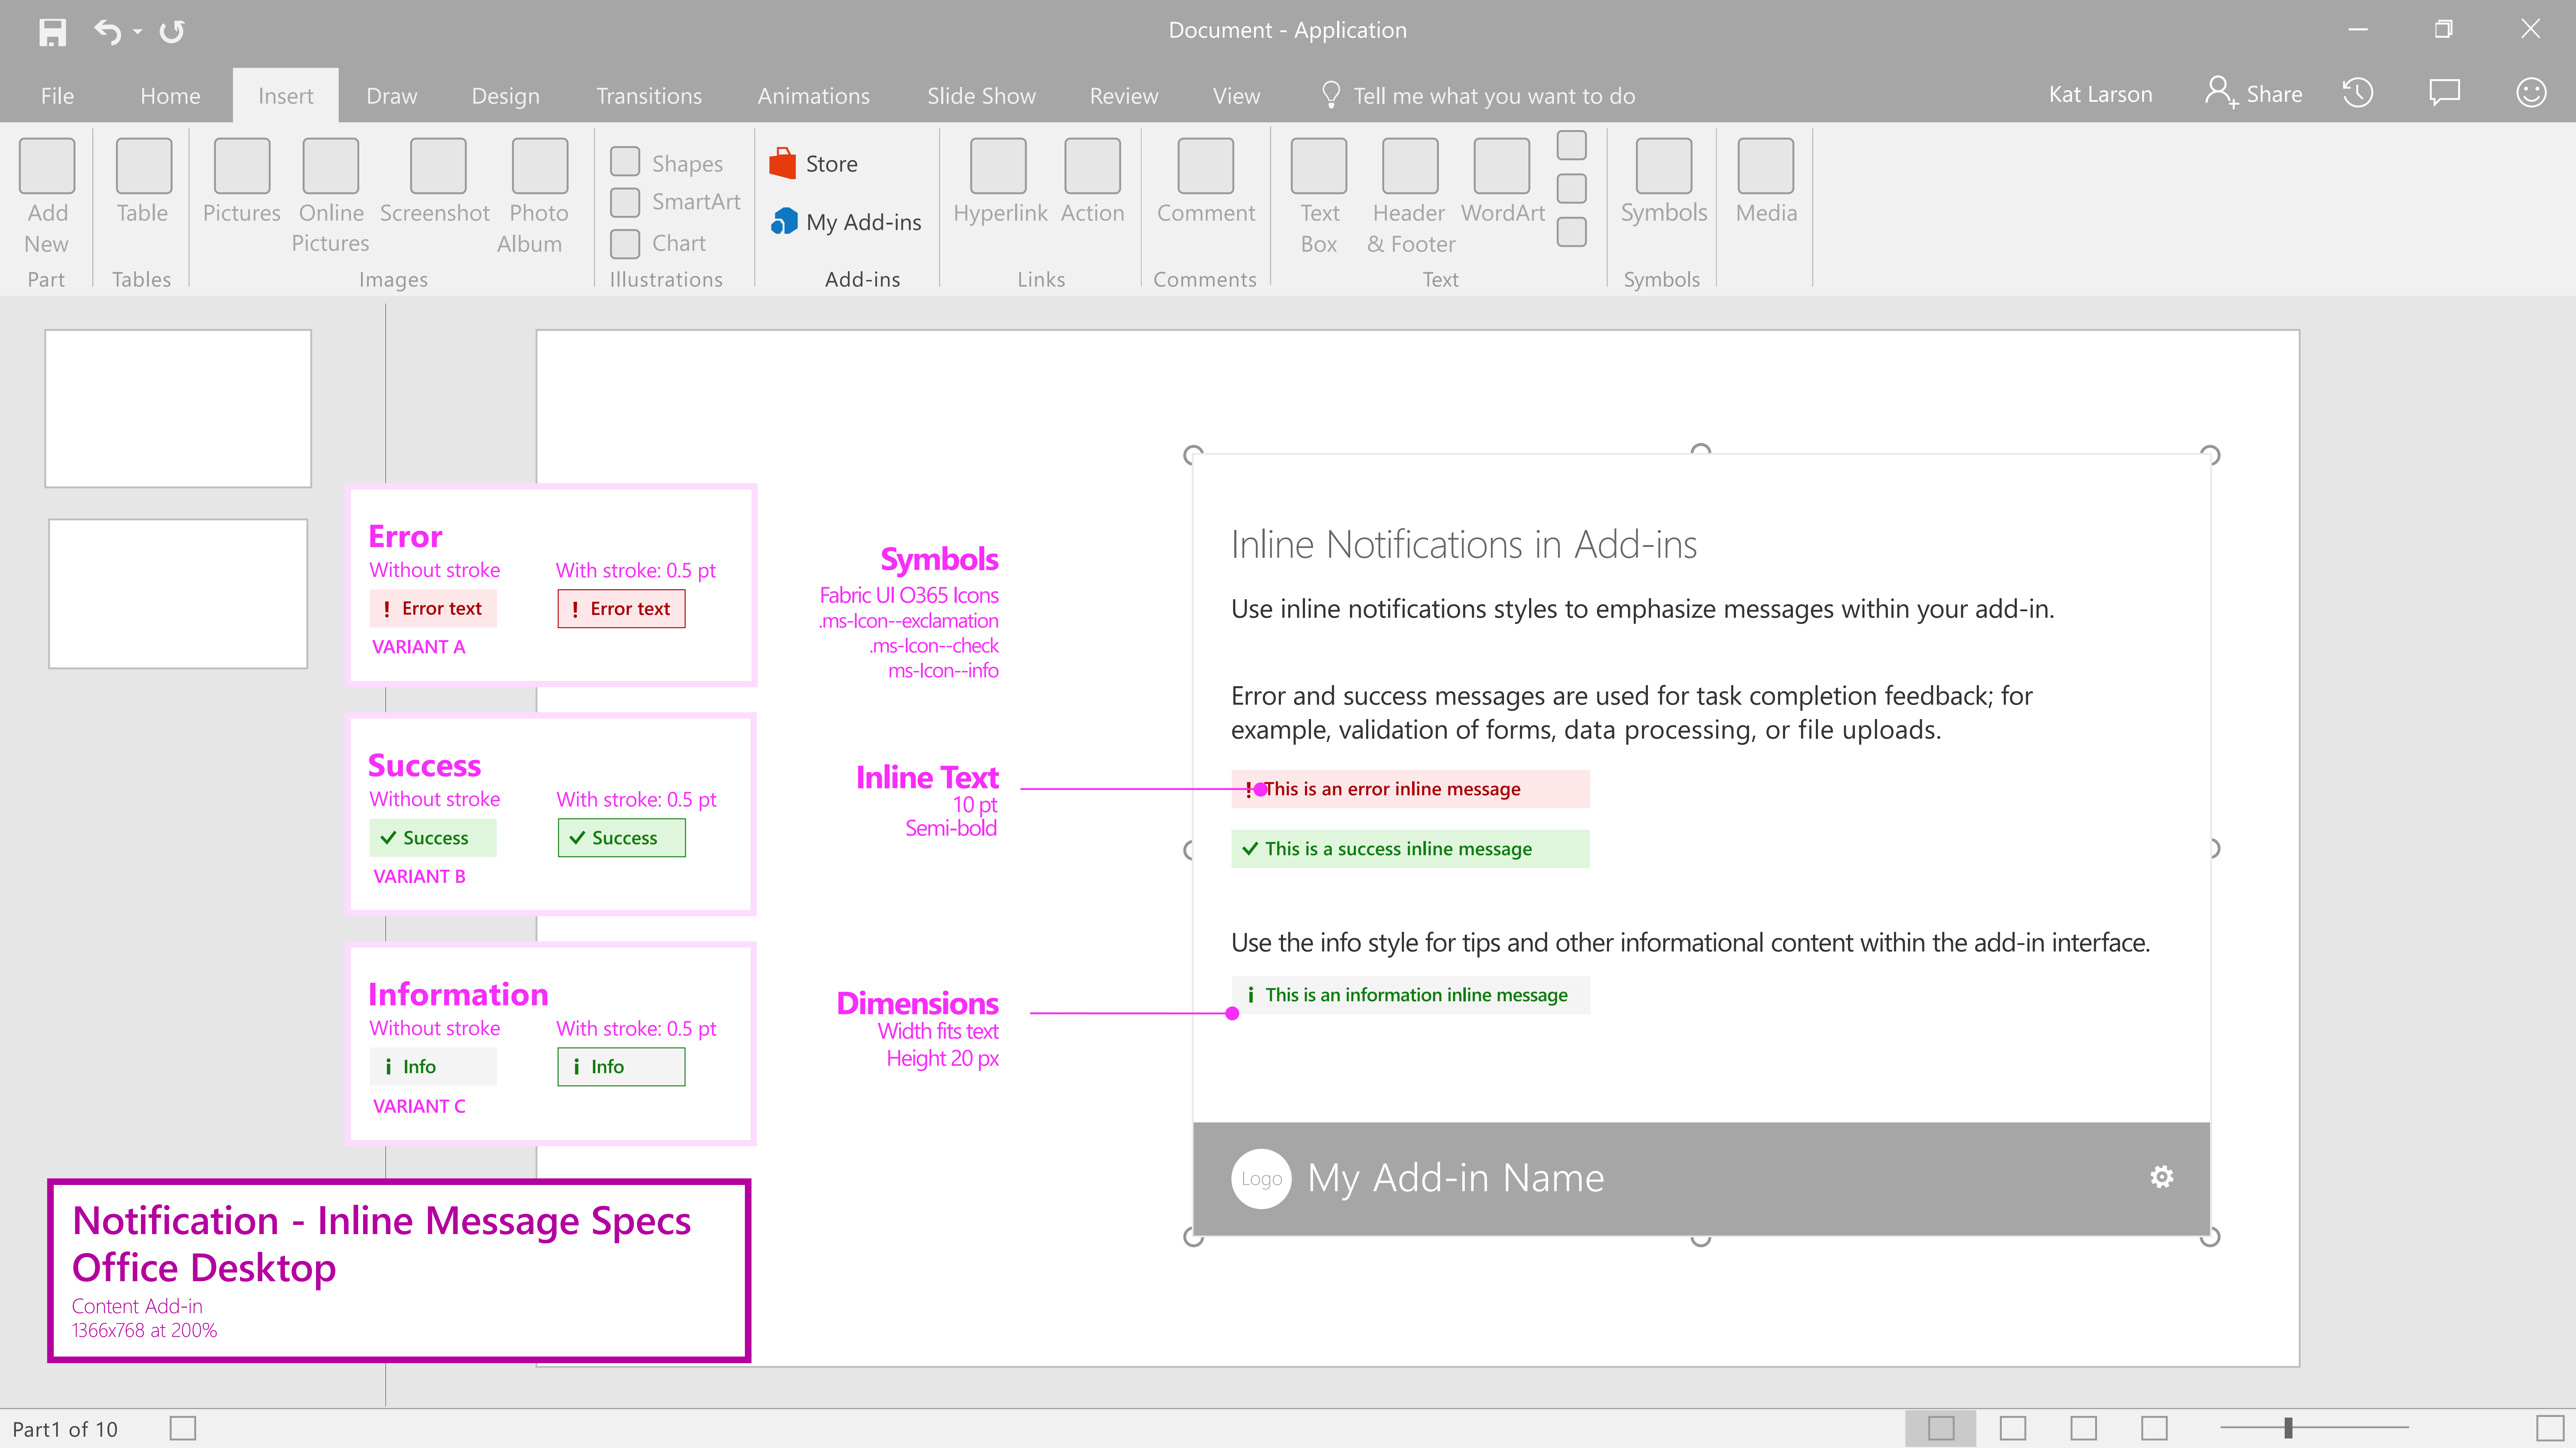 Document - Application
File
Home
Insert
Draw
Design
Transitions
Animations
Slide Show
Review
View
Tell me what you want to do
Kat Larson
Share
Add
New
Part
Table
Tables
Pictures
Online
Pictures
Screenshot
Photo
Album
Images
Shapes
SmartArt
Chart
Illustrations
Store
My Add-ins
Add-ins
Hyperlink
Action
Links
Comment
Comments
Text
Box
Header
& Footer
WordArt
Text
Symbols
Symbols
Media
Error
Without stroke
With stroke: 0.5 pt
! Error text
! Error text
VARIANT A
Success
Without stroke
With stroke: 0.5 pt
Success
Success
VARIANT B
Information
Without stroke
With stroke: 0.5 pt
i Info
i Info
VARIANT C
Symbols
Fabric UI O365 Icons
.ms-Icon--exclamation
.ms-Icon--check
ms-Icon--info
Inline Text
10 pt
Semi-bold
Dimensions
Width fits text
Height 20 px
Inline Notifications in Add-ins
Use inline notifications styles to emphasize messages within your add-in.
Error and success messages are used for task completion feedback; for
example, validation of forms, data processing, or file uploads.
! This is an error inline message
This is a success inline message
Use the info style for tips and other informational content within the add-in interface.
i This is an information inline message
Logo
My Add-in Name
Notification - Inline Message Specs
Office Desktop
Content Add-in
1366x768 at 200%
Part1 of 10